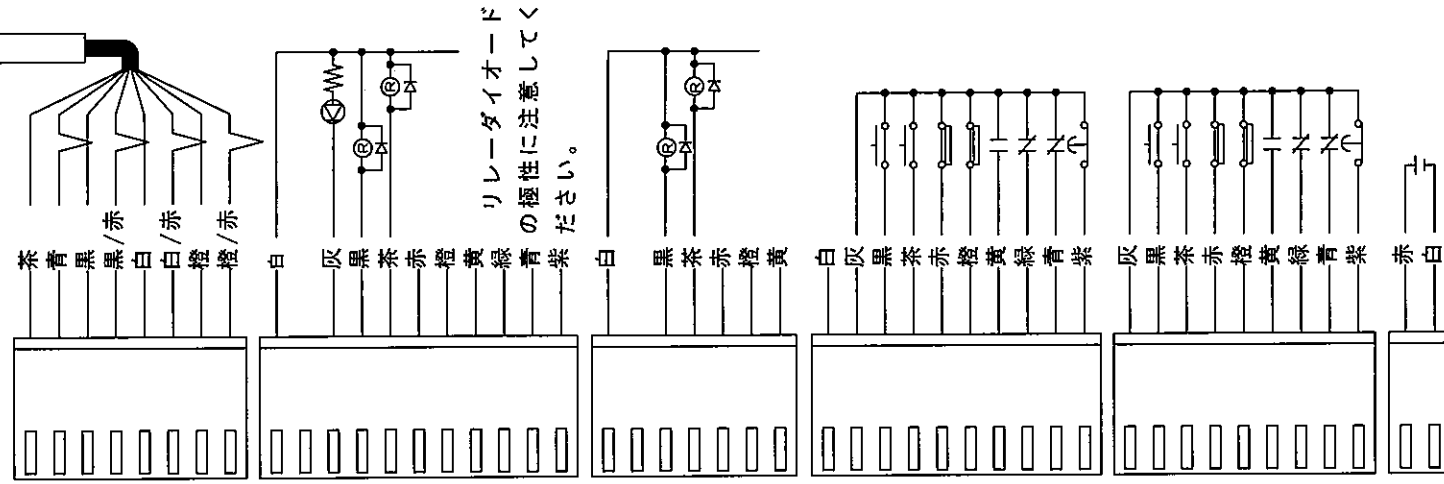 茶
青
黒
黒/赤
白
白/赤
橙
橙/赤
白
灰
黒
茶
赤
橙
黄
緑
青
紫
R
R
リレーダイオード
の極性に注意してく
ださい。
白
黒
茶
赤
橙
黄
R
R
白
灰
黒
茶
赤
橙
黄
緑
青
紫
灰
黒
茶
赤
橙
黄
緑
青
紫
赤
白